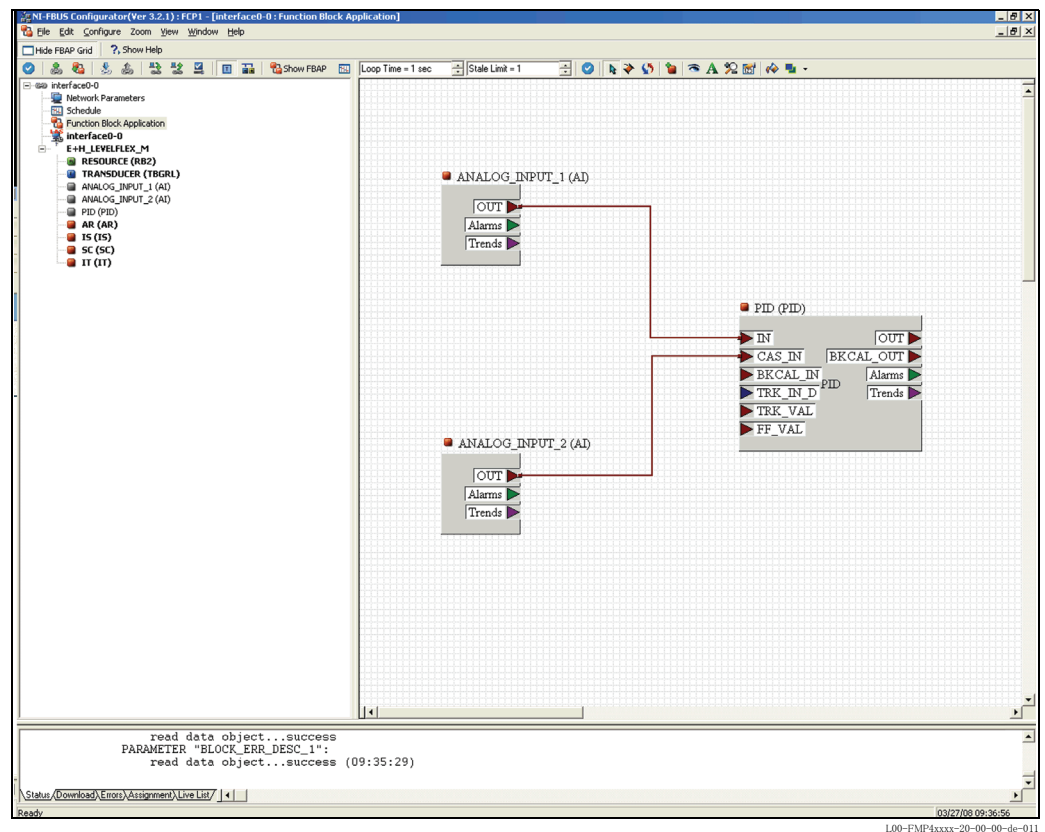 NI-FBUS Configurator(Ver 3.2.1) : FCP1 - [interface0-0 : Function Block Application]
File Edit Configure Zoom View Window Help
Hide FBAP Grid ?, Show Help
Show FBAP Loop Time = 1 sec Stale Limit = 1
interface0-0
Network Parameters
Schedule
Function Block Application
interface0-0
E+H_LEVELFLEX_M
RESOURCE (RB2)
TRANSDUCER (TBGRL)
ANALOG_INPUT_1 (AI)
ANALOG_INPUT_2 (AI)
PID (PID)
AR (AR)
IS (IS)
SC (SC)
IT (IT)
ANALOG_INPUT_1 (AI)
OUT
Alarms
Trends
PID (PID)
IN OUT
CAS_IN BKCAL_OUT
BKCAL_IN Alarms
PID
TRK_IN_D Trends
TRK_VAL
FF_VAL
ANALOG_INPUT_2 (AI)
OUT
Alarms
Trends
read data object...success
PARAMETER "BLOCK_ERR_DESC_1":
read data object...success (09:35:29)
Status Download Errors Assignment Live List
Ready 03/27/08 09:36:56
L00-FMP4xxxx-20-00-00-de-011